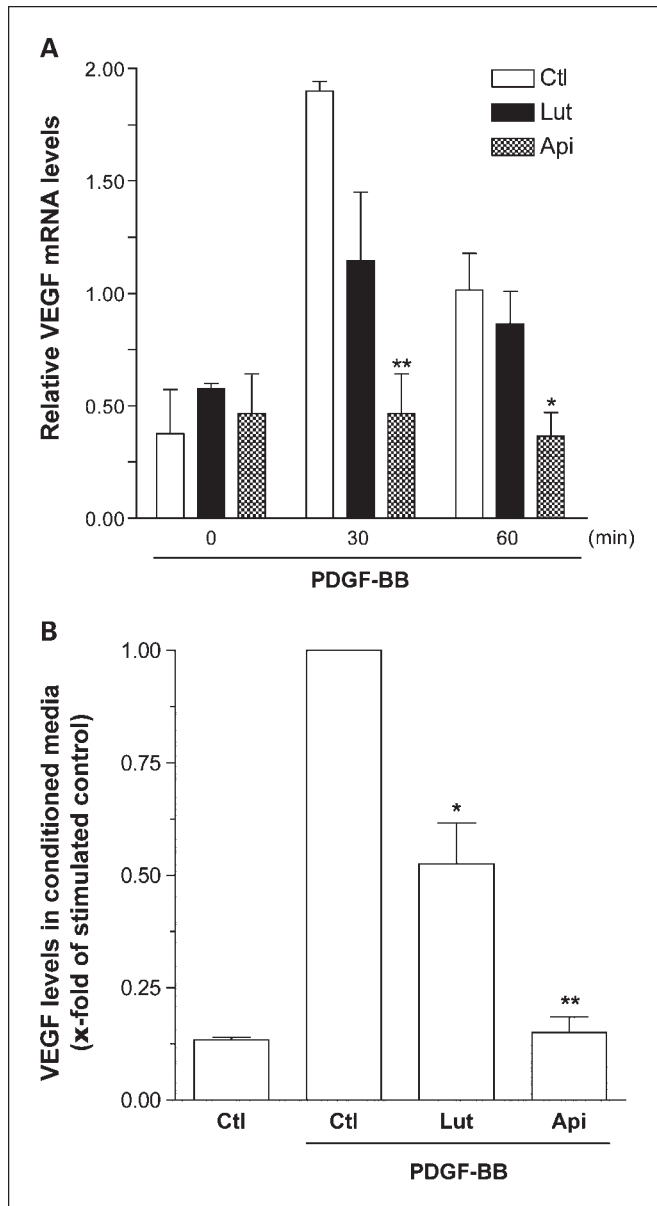 A
Relative VEGF mRNA levels
2.00
1.50
1.00
0.50
0.00
Ctl
Lut
Api
**
*
0 30 60 (min)
PDGF-BB
B
VEGF levels in conditioned media
(x-fold of stimulated control)
1.00
0.75
0.50
0.25
0.00
*
**
Ctl Ctl Lut Api
PDGF-BB